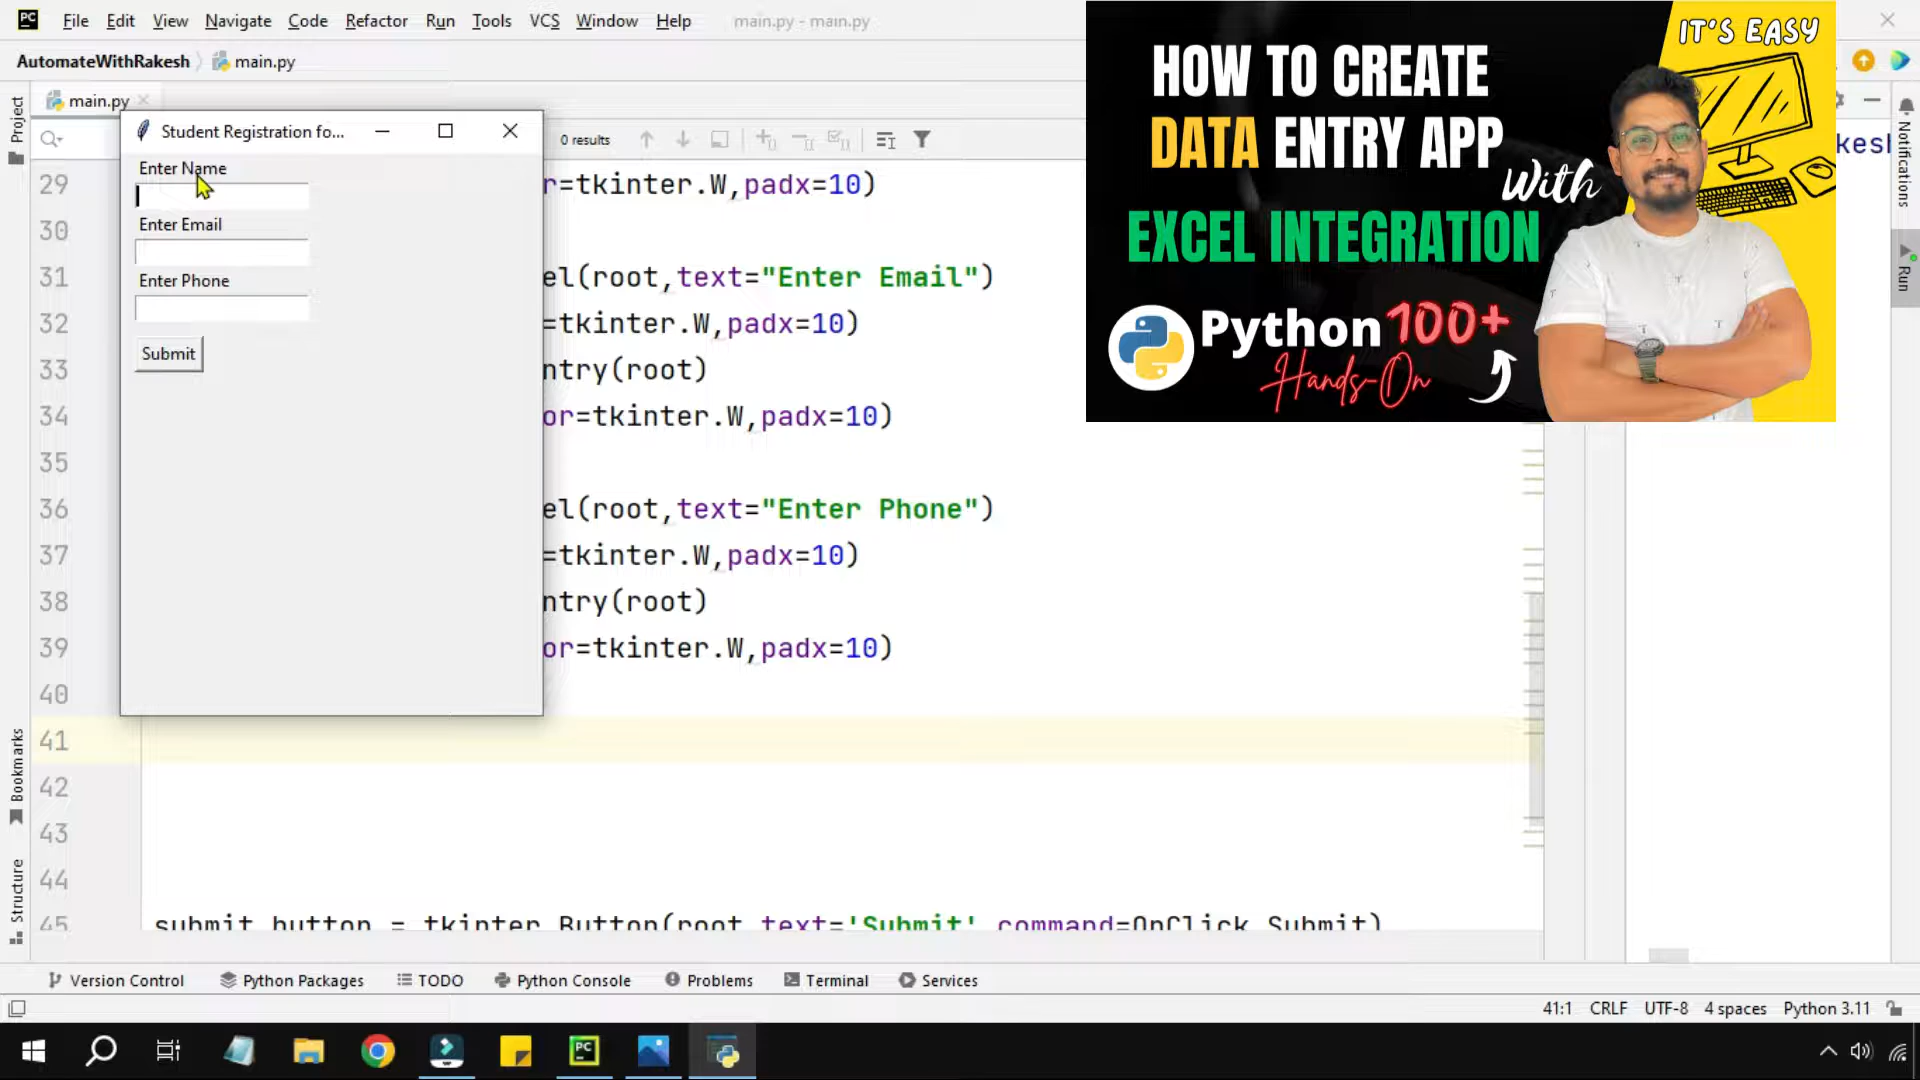 PC File Edit View Navigate Code Refactor Run Tools VCS Window Help main.py - main.py
AutomateWithRakesh main.py
main.py
Project
Student Registration fo...
0 results
Enter Name
Enter Email
Enter Phone
Submit
29 r=tkinter.W,padx=10)
30
31 el(root,text="Enter Email")
32 =tkinter.W,padx=10)
33 ntry(root)
34 or=tkinter.W,padx=10)
35
36 el(root,text="Enter Phone")
37 =tkinter.W,padx=10)
38 ntry(root)
39 or=tkinter.W,padx=10)
40
41
42
43
44
45 submit_button = tkinter.Button(root,text='Submit',command=OnClick_Submit)
IT'S EASY
HOW TO CREATE
DATA ENTRY APP
With
EXCEL INTEGRATION
Python 100+
Hands-On
kesh
Notifications
Run
Bookmarks
Structure
Version Control Python Packages TODO Python Console Problems Terminal Services
41:1 CRLF UTF-8 4 spaces Python 3.11
PC